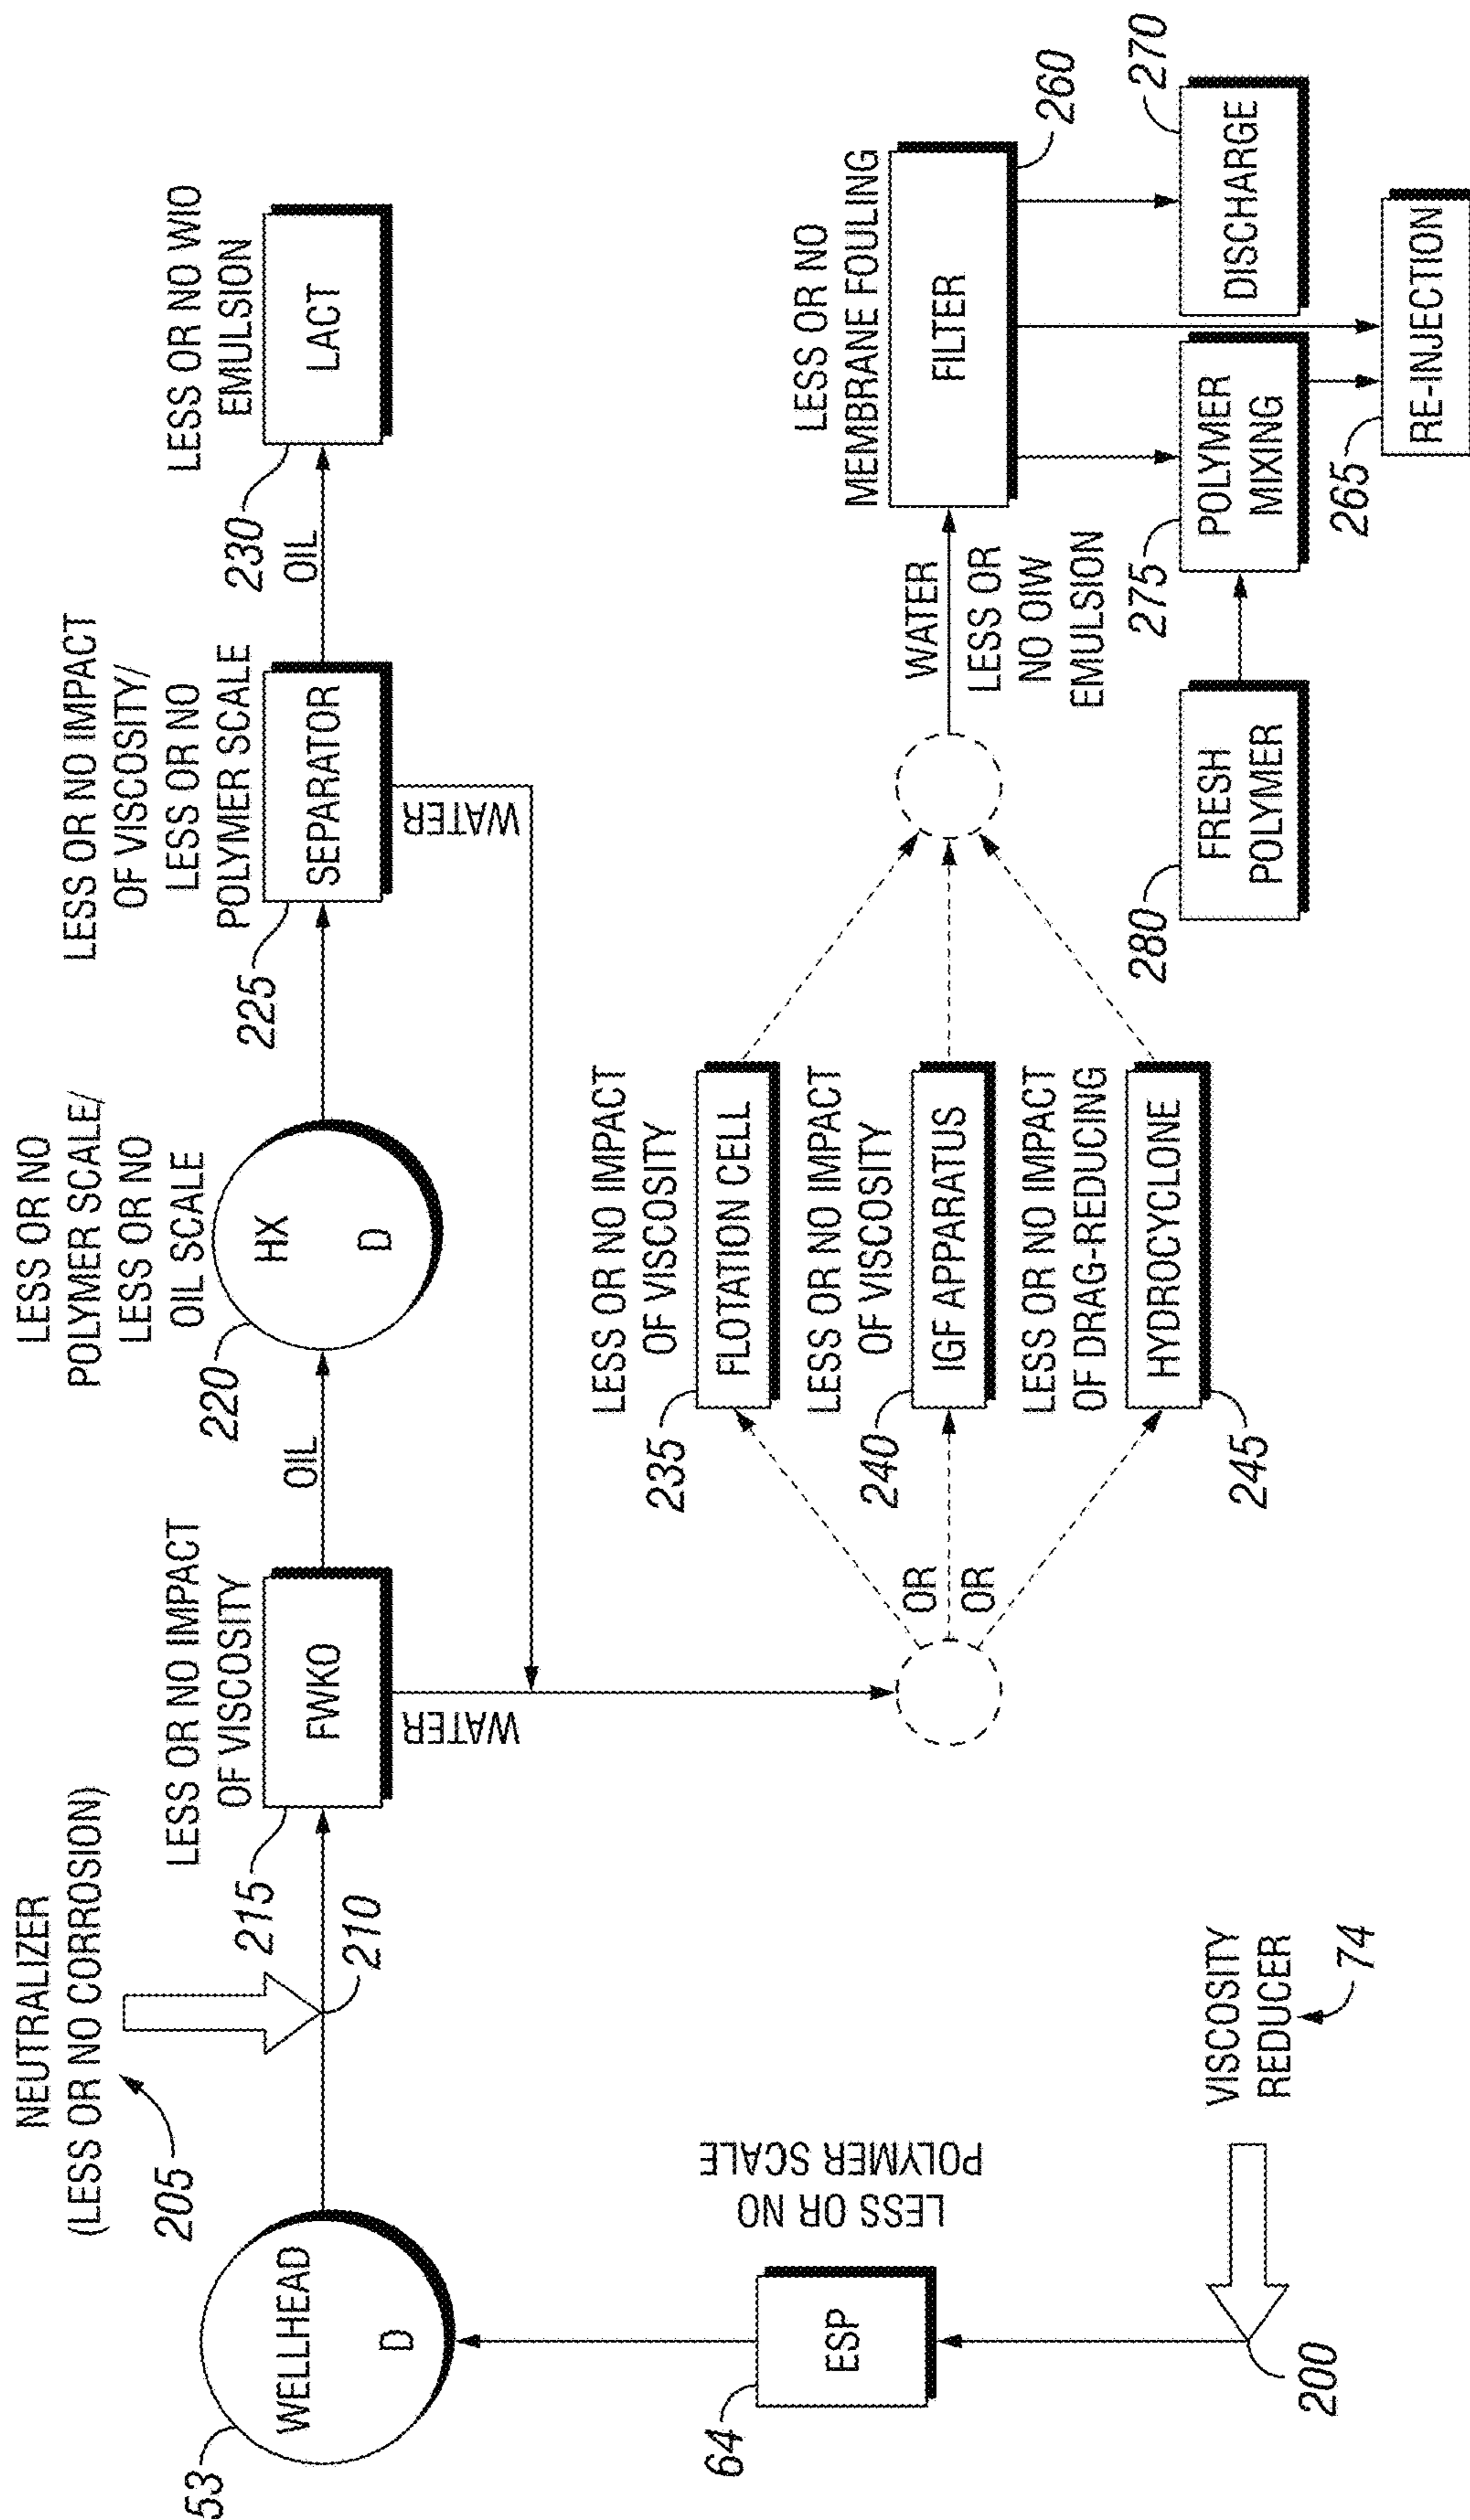 NEUTRALIZER
(LESS OR NO CORROSION)
205
53
WELLHEAD
D
210
215
LESS OR NO IMPACT
OF VISCOSITY
FWKO
WATER
OIL
220
LESS OR NO
POLYMER SCALE/
LESS OR NO
OIL SCALE
HX
D
225
LESS OR NO IMPACT
OF VISCOSITY/
LESS OR NO
POLYMER SCALE
SEPARATOR
WATER
OIL
230
LESS OR NO WIO
EMULSION
LACT
64
ESP
LESS OR NO
POLYMER SCALE
200
VISCOSITY
REDUCER
74
OR
OR
235
LESS OR NO IMPACT
OF VISCOSITY
FLOTATION CELL
240
LESS OR NO IMPACT
OF VISCOSITY
IGF APPARATUS
LESS OR NO IMPACT
OF DRAG-REDUCING
HYDROCYCLONE
245
WATER
LESS OR
NO OIW
EMULSION
LESS OR NO
MEMBRANE FOULING
FILTER
260
280
FRESH
POLYMER
275
POLYMER
MIXING
270
DISCHARGE
265
RE-INJECTION